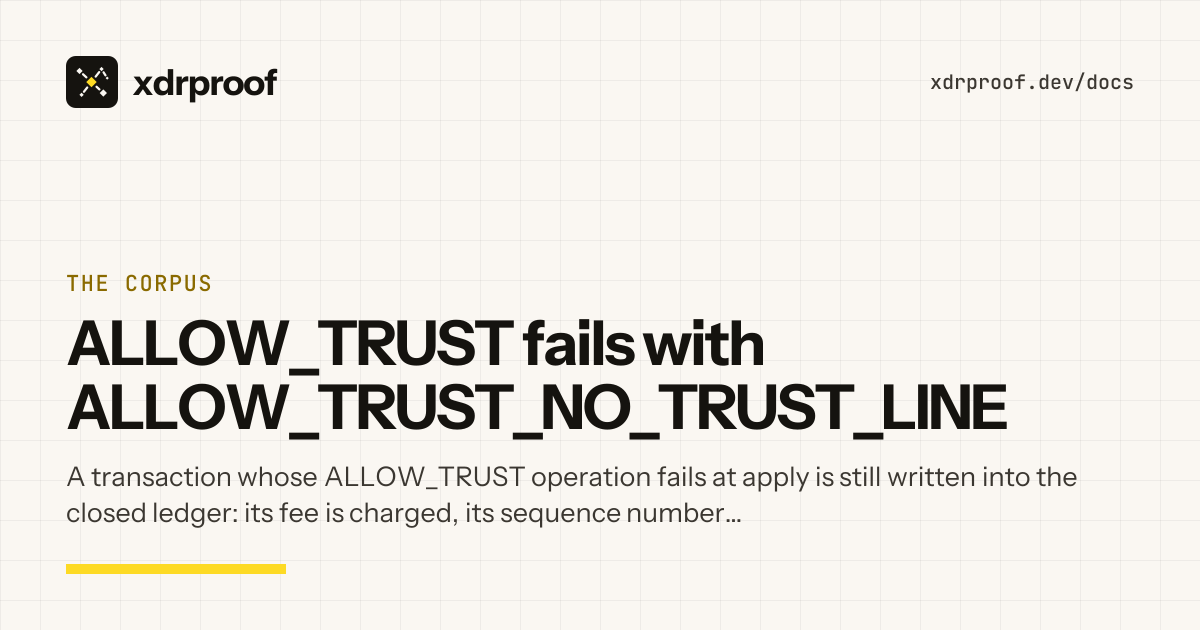 xdrproof
xdrproof.dev/docs
THE CORPUS
ALLOW_TRUST fails with
ALLOW_TRUST_NO_TRUST_LINE
A transaction whose ALLOW_TRUST operation fails at apply is still written into the
closed ledger: its fee is charged, its sequence number…